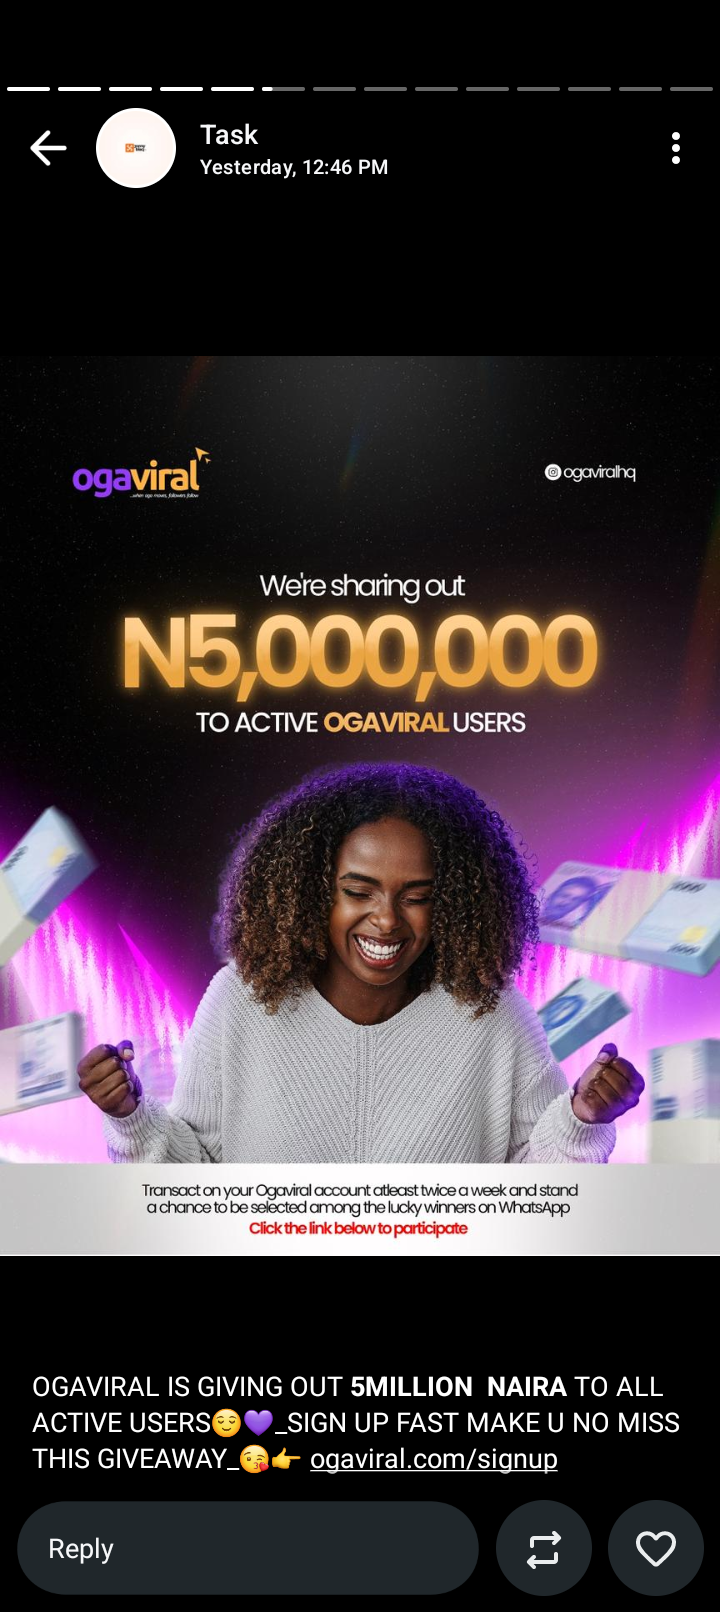 Task
Yesterday, 12:46 PM
ogaviral
...when oga moves, followers follow
ogaviralhq
We're sharing out
N5,000,000
TO ACTIVE OGAVIRAL USERS
Transact on your Ogaviral account atleast twice a week and stand
a chance to be selected among the lucky winners on WhatsApp
Click the link below to participate
OGAVIRAL IS GIVING OUT 5MILLION  NAIRA TO ALL
ACTIVE USERS😌💜_SIGN UP FAST MAKE U NO MISS
THIS GIVEAWAY_😘👉 ogaviral.com/signup
Reply